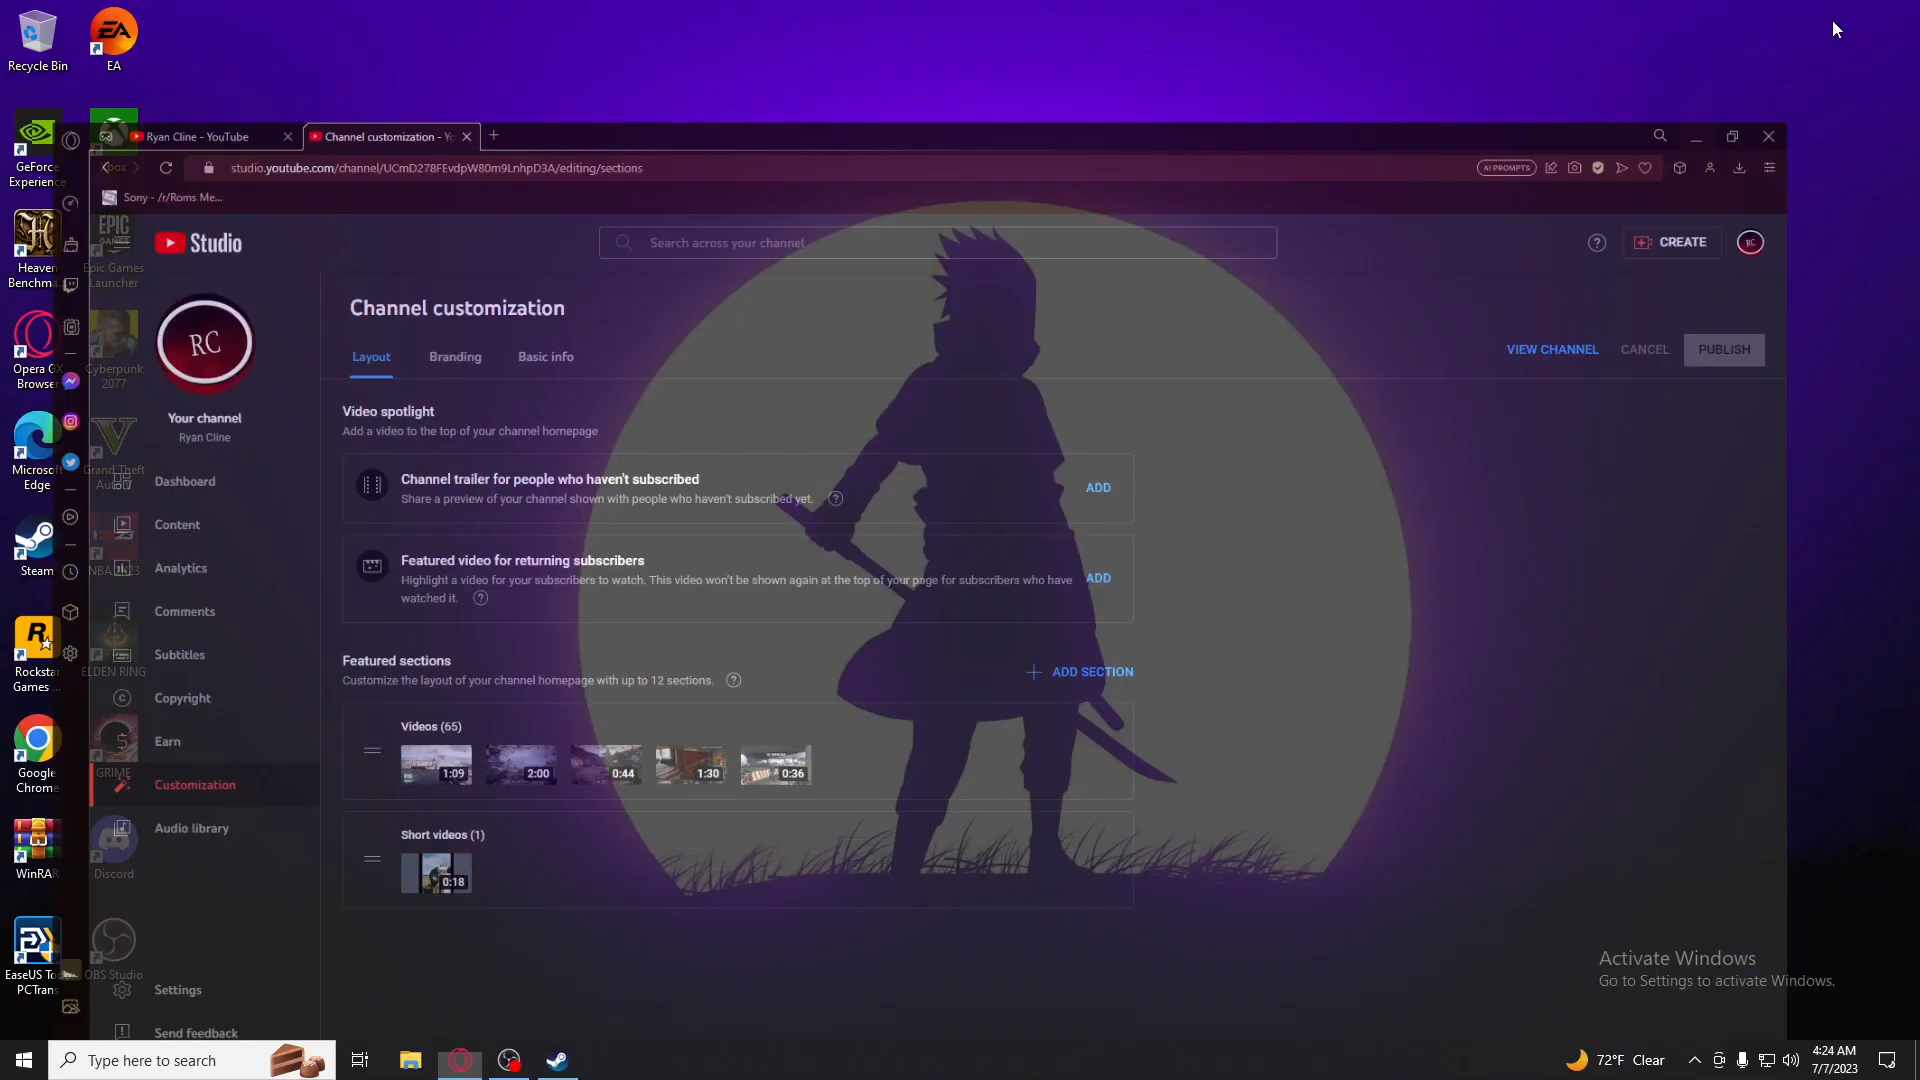 Recycle Bin
EA
GeForce
Experience
Xbox
Heaven
Benchma...
Epic Games
Launcher
Opera GX
Browser
Cyberpunk
2077
Microsoft
Edge
Grand Theft
Steam
Rockstar
Games ...
ELDEN RING
Google
Chrome
GRIME
WinRAR
Discord
EaseUS
PCTrans
OBS Studio
Ryan Cline - YouTube
Channel customization - Yo
studio.youtube.com/channel/UCmD278FEvdpW80m9LnhpD3A/editing/sections
AI PROMPTS
Sony - /r/Roms Me...
Studio
Search across your channel
CREATE
RC
RC
Your channel
Ryan Cline
Dashboard
Content
Analytics
Comments
Subtitles
Copyright
Earn
Customization
Audio library
Settings
Send feedback
Channel customization
Layout
Branding
Basic info
VIEW CHANNEL
CANCEL
PUBLISH
Video spotlight
Add a video to the top of your channel homepage
Channel trailer for people who haven't subscribed
Share a preview of your channel shown with people who haven't subscribed yet.
ADD
Featured video for returning subscribers
Highlight a video for your subscribers to watch. This video won't be shown again at the top of your page for subscribers who have
watched it.
ADD
Featured sections
Customize the layout of your channel homepage with up to 12 sections.
ADD SECTION
Videos (65)
1:09
2:00
0:44
1:30
0:36
Short videos (1)
0:18
Activate Windows
Go to Settings to activate Windows.
Type here to search
72°F Clear
4:24 AM
7/7/2023